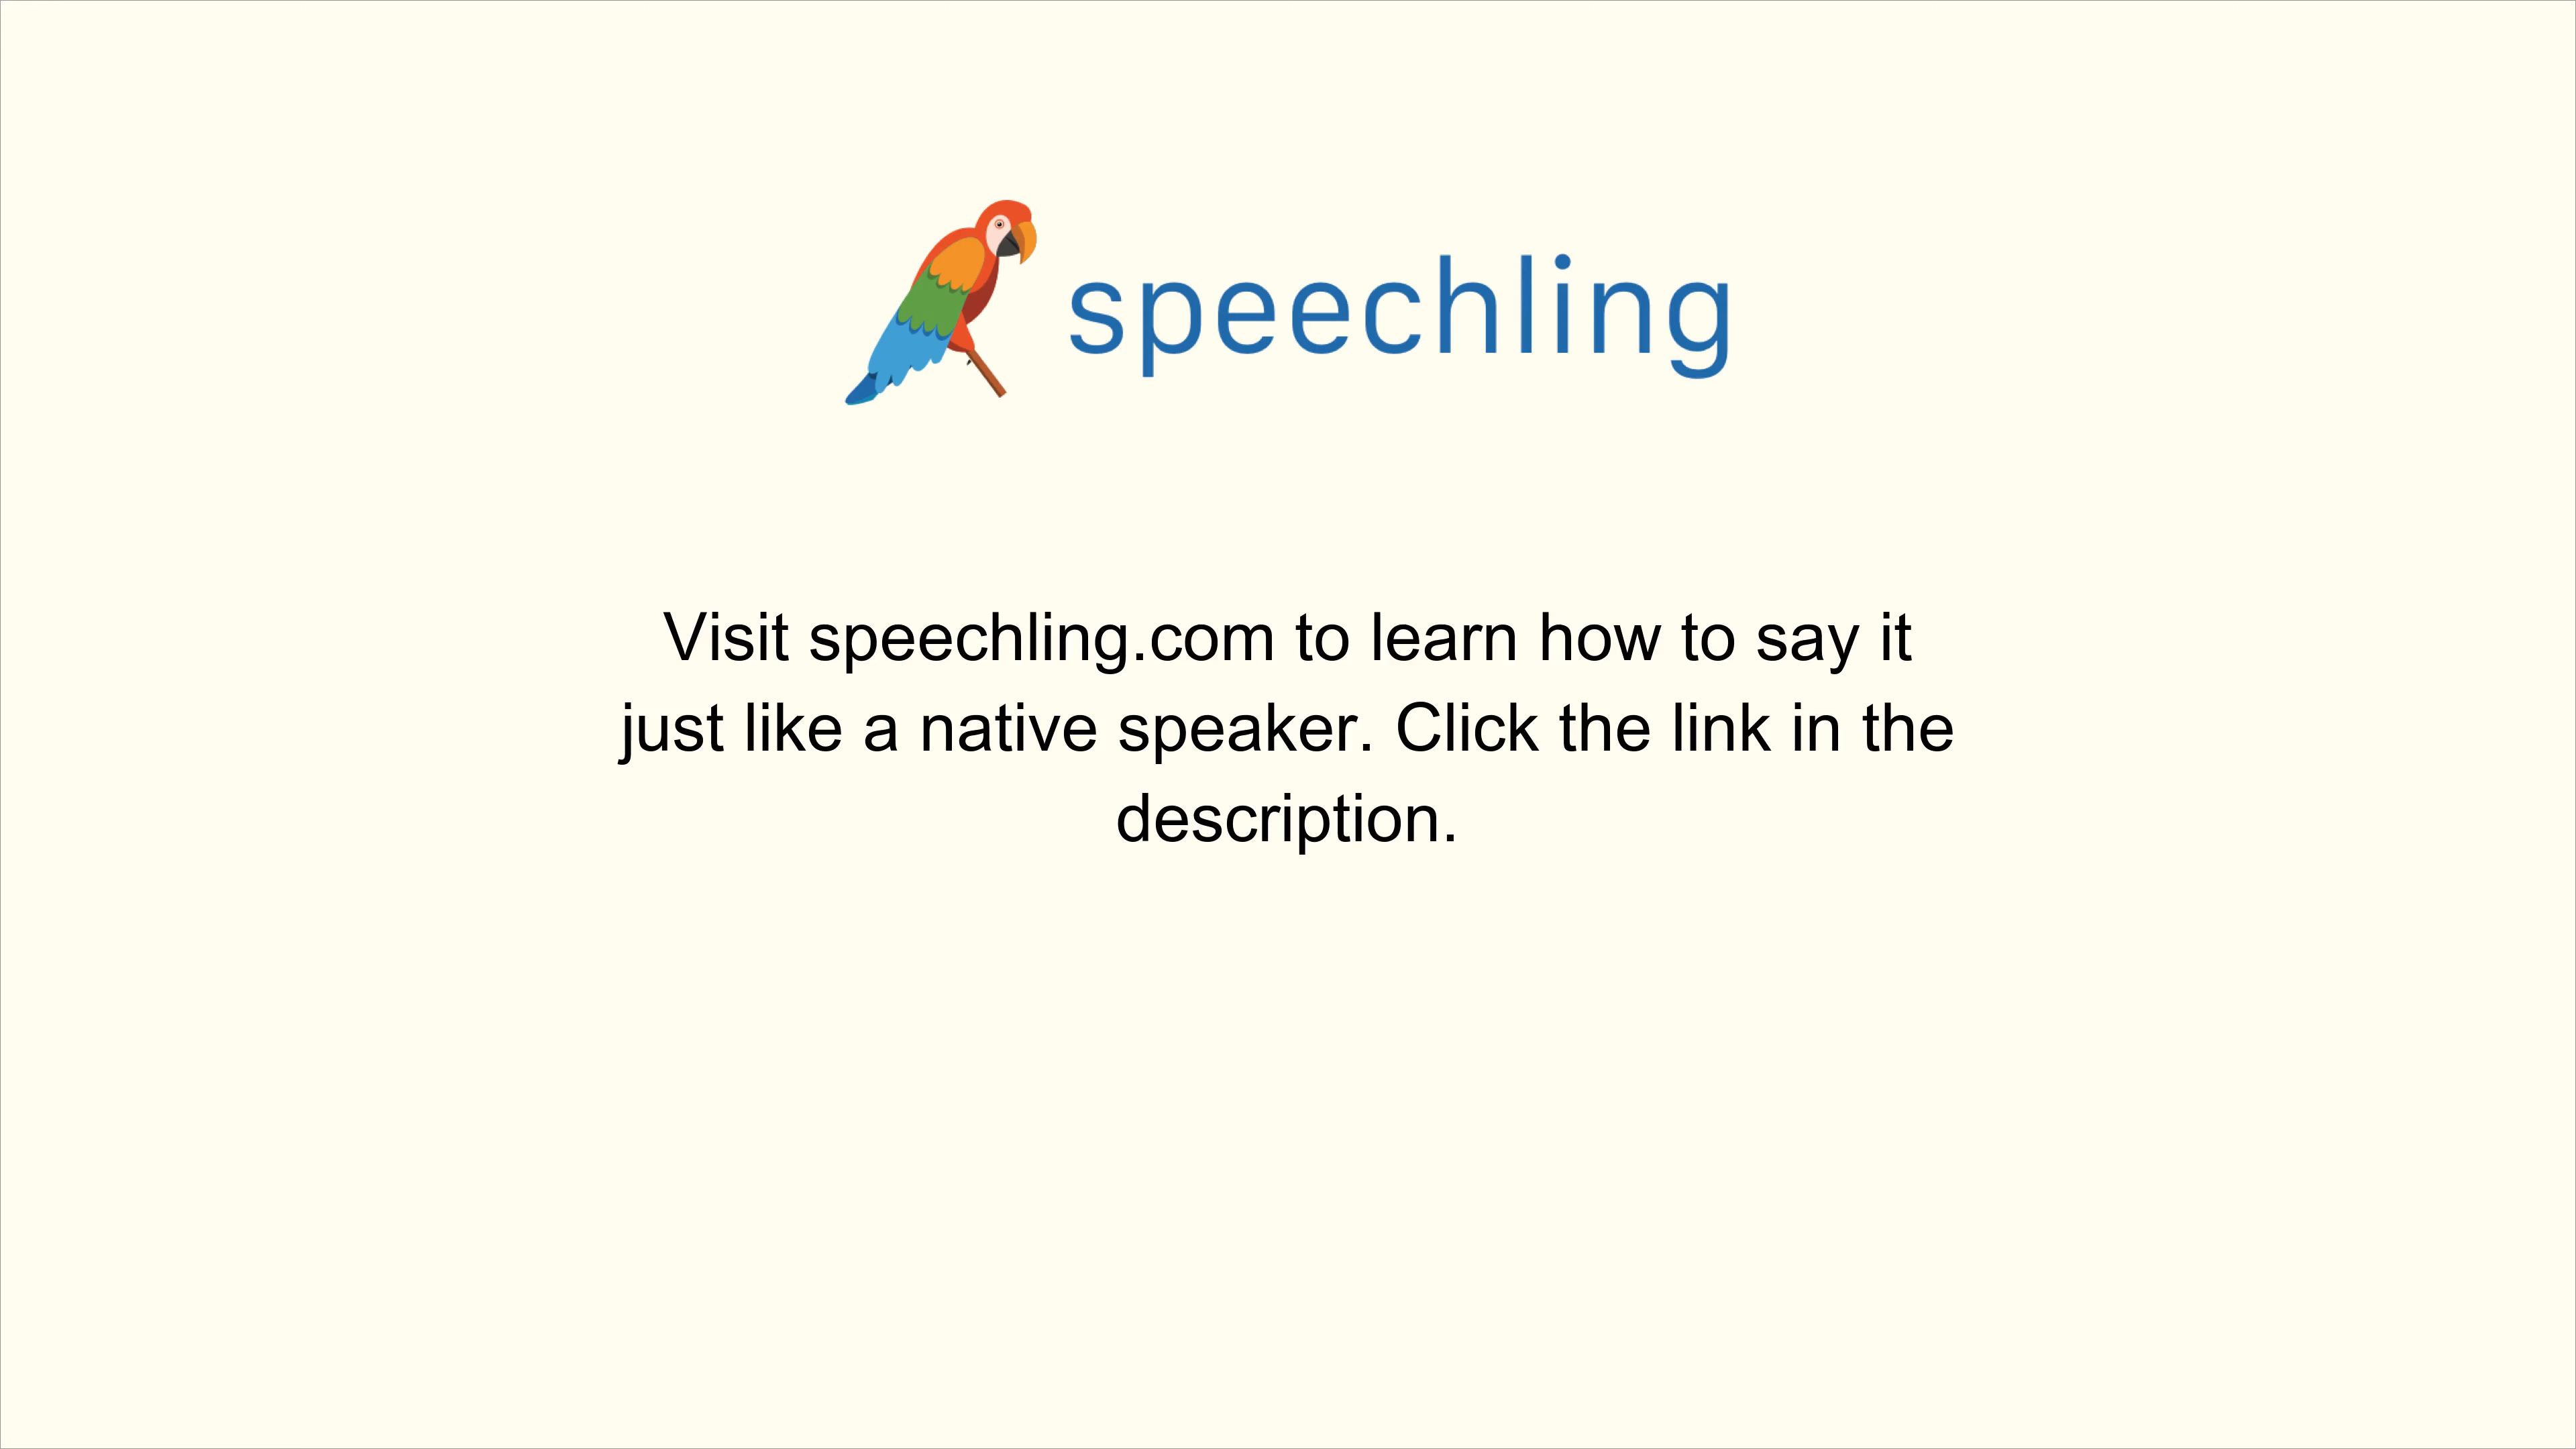 speechling
Visit speechling.com to learn how to say it
just like a native speaker. Click the link in the
description.